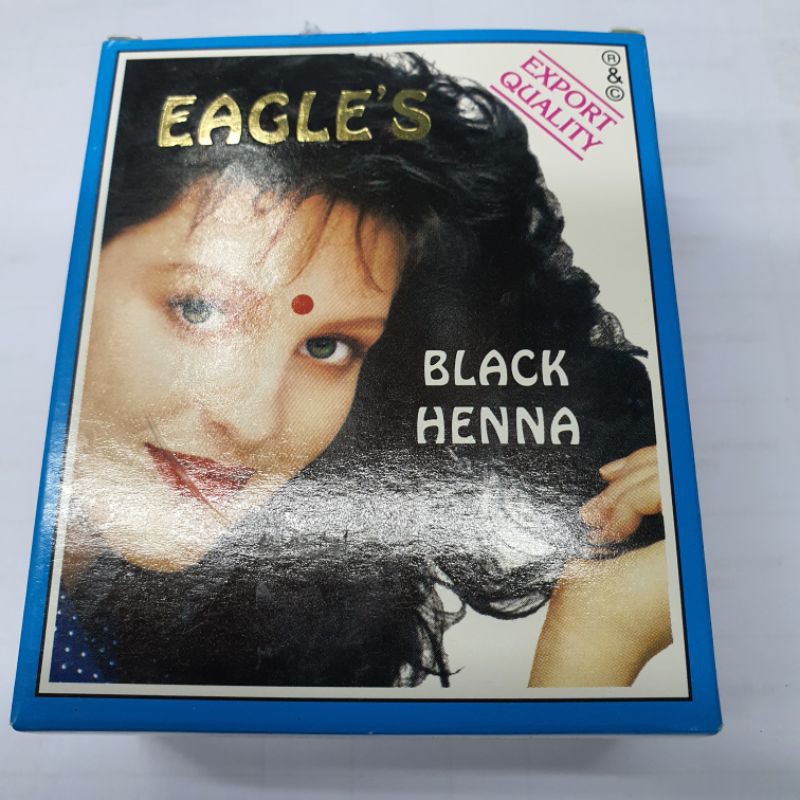 EAGLE'S
EXPORT
QUALITY
® & ©
BLACK
HENNA